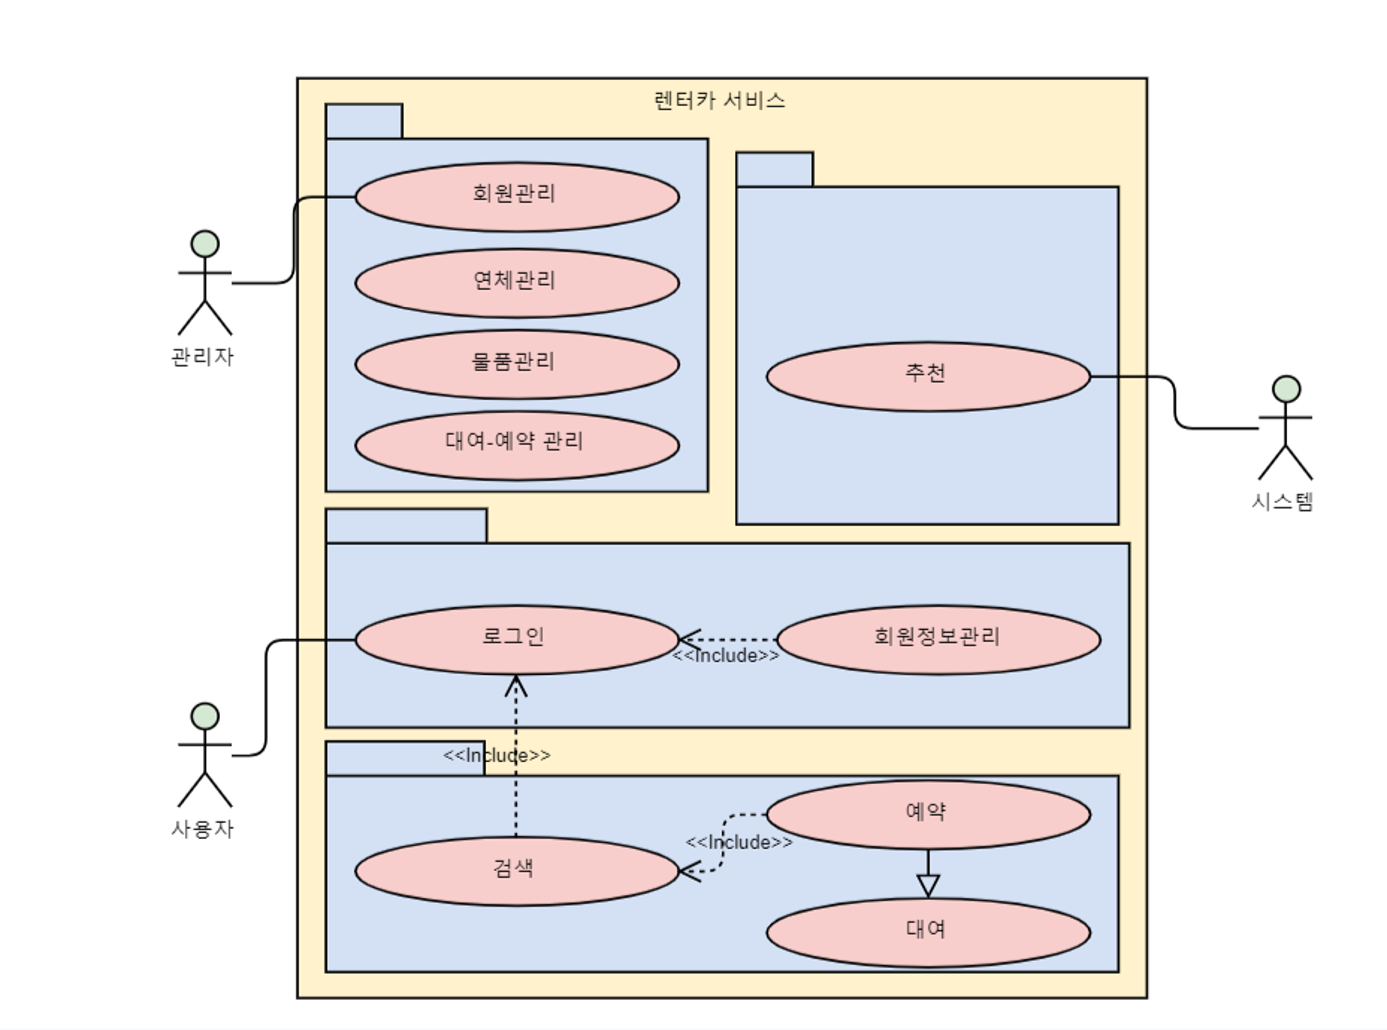 렌터카 서비스
회원관리
연체관리
물품관리
대여-예약 관리
관리자
추천
시스템
로그인
<<Include>>
회원정보관리
<<Include>>
사용자
예약
<<Include>>
검색
대여